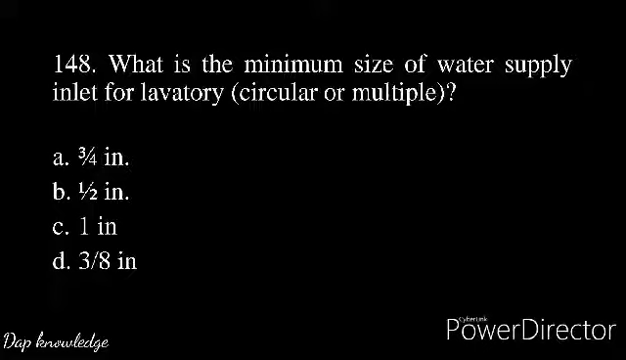 148. What is the minimum size of water supply
inlet for lavatory (circular or multiple)?
a. ¾ in.
b. ½ in.
c. 1 in
d. 3/8 in
Dap knowledge
CyberLink
PowerDirector